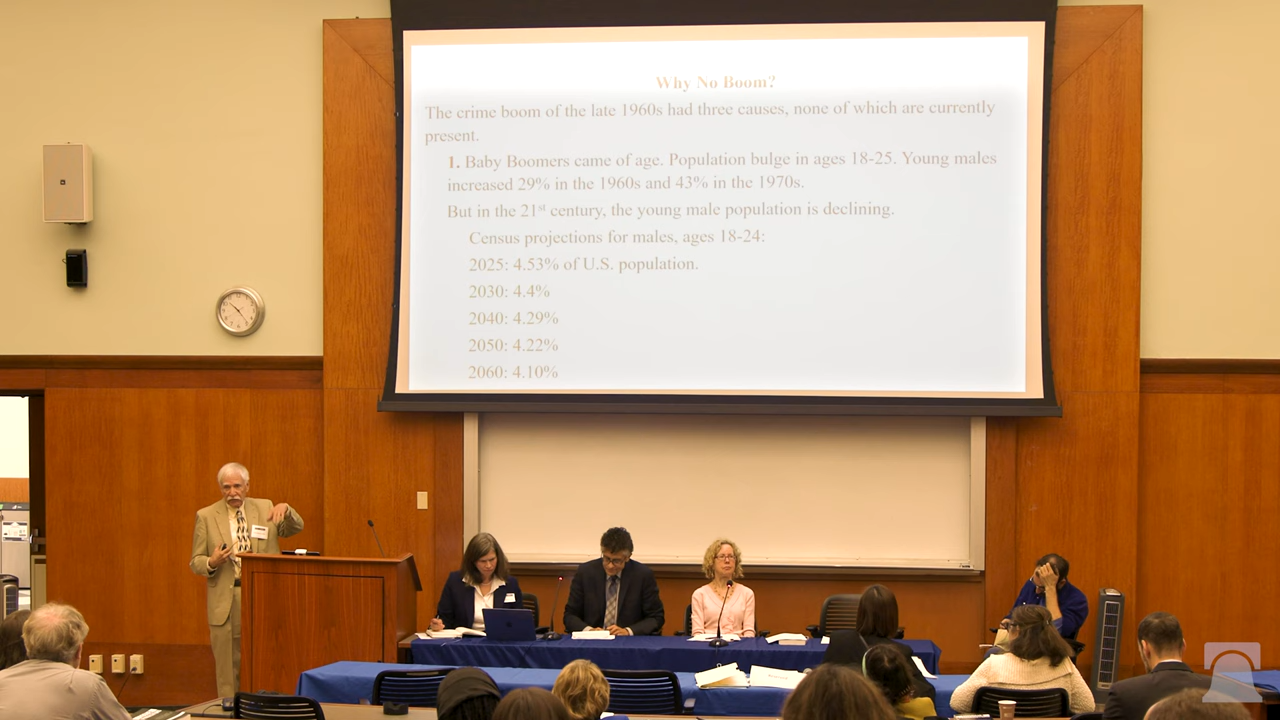 Why No Boom?
The crime boom of the late 1960s had three causes, none of which are currently
present.
1. Baby Boomers came of age. Population bulge in ages 18-25. Young males
increased 29% in the 1960s and 43% in the 1970s.
But in the 21st century, the young male population is declining.
Census projections for males, ages 18-24:
2025: 4.53% of U.S. population.
2030: 4.4%
2040: 4.29%
2050: 4.22%
2060: 4.10%